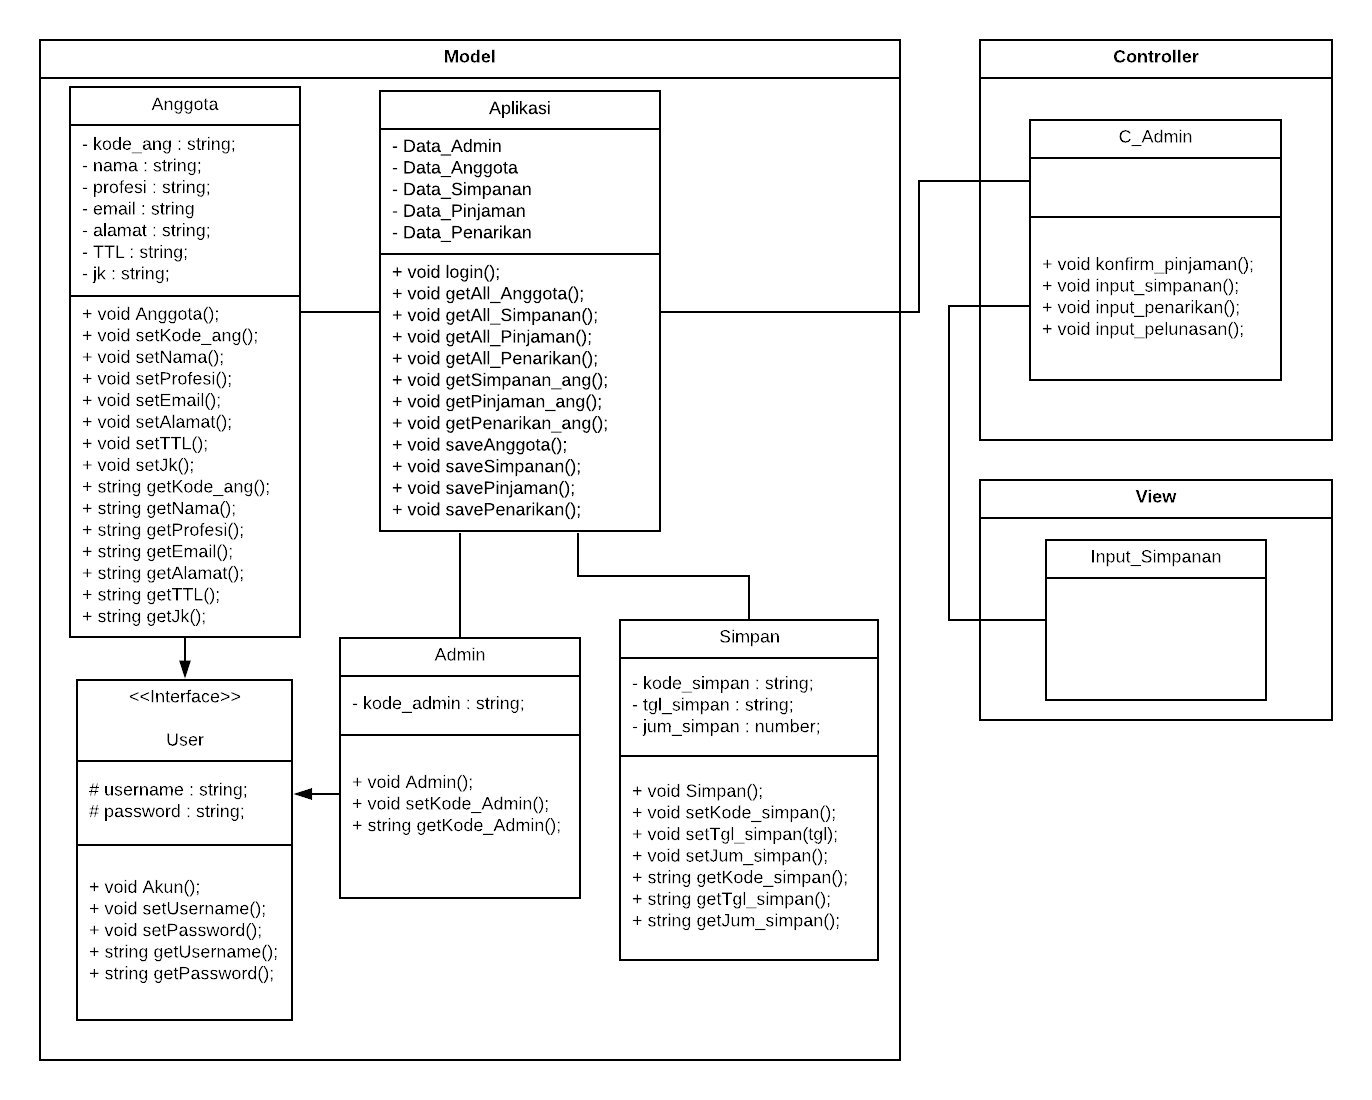 Model
Anggota
- kode_ang : string;
- nama : string;
- profesi : string;
- email : string
- alamat : string;
- TTL : string;
- jk : string;
+ void Anggota();
+ void setKode_ang();
+ void setNama();
+ void setProfesi();
+ void setEmail();
+ void setAlamat();
+ void setTTL();
+ void setJk();
+ string getKode_ang();
+ string getNama();
+ string getProfesi();
+ string getEmail();
+ string getAlamat();
+ string getTTL();
+ string getJk();
Aplikasi
- Data_Admin
- Data_Anggota
- Data_Simpanan
- Data_Pinjaman
- Data_Penarikan
+ void login();
+ void getAll_Anggota();
+ void getAll_Simpanan();
+ void getAll_Pinjaman();
+ void getAll_Penarikan();
+ void getSimpanan_ang();
+ void getPinjaman_ang();
+ void getPenarikan_ang();
+ void saveAnggota();
+ void saveSimpanan();
+ void savePinjaman();
+ void savePenarikan();
<<Interface>>
User
# username : string;
# password : string;
+ void Akun();
+ void setUsername();
+ void setPassword();
+ string getUsername();
+ string getPassword();
Admin
- kode_admin : string;
+ void Admin();
+ void setKode_Admin();
+ string getKode_Admin();
Simpan
- kode_simpan : string;
- tgl_simpan : string;
- jum_simpan : number;
+ void Simpan();
+ void setKode_simpan();
+ void setTgl_simpan(tgl);
+ void setJum_simpan();
+ string getKode_simpan();
+ string getTgl_simpan();
+ string getJum_simpan();
Controller
C_Admin
+ void konfirm_pinjaman();
+ void input_simpanan();
+ void input_penarikan();
+ void input_pelunasan();
View
Input_Simpanan